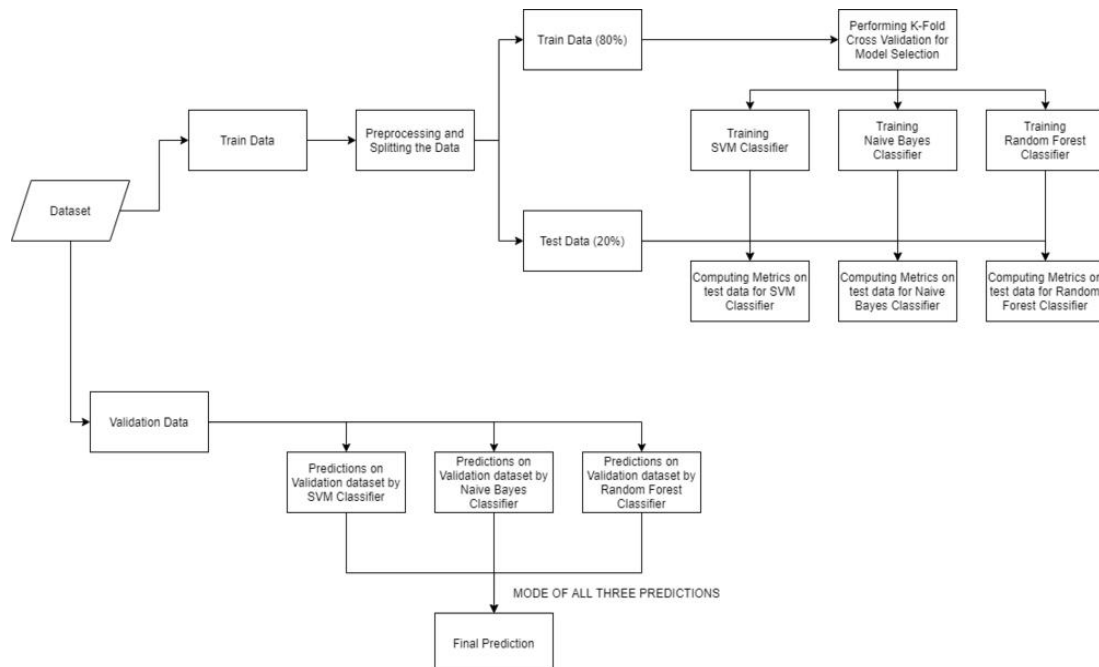 Train Data (80%)
Performing K-Fold
Cross Validation for
Model Selection
Train Data
Preprocessing and
Splitting the Data
Training
SVM Classifier
Training
Naive Bayes
Classifier
Training
Random Forest
Classifier
Dataset
Test Data (20%)
Computing Metrics on
test data for SVM
Classifier
Computing Metrics on
test data for Naive
Bayes Classifier
Computing Metrics on
test data for Random
Forest Classifier
Validation Data
Predictions on
Validation dataset by
SVM Classifier
Predictions on
Validation dataset by
Naive Bayes
Classifier
Predictions on
Validation dataset by
Random Forest
Classifier
MODE OF ALL THREE PREDICTIONS
Final Prediction